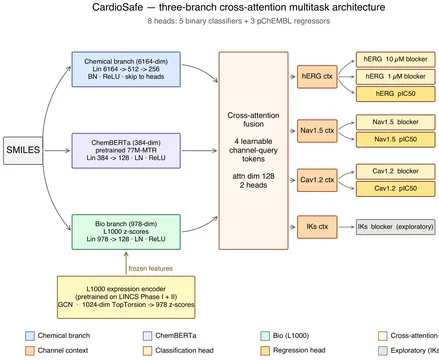 CardioSafe — three-branch cross-attention multitask architecture
8 heads: 5 binary classifiers + 3 pChEMBL regressors
SMILES
Chemical branch (6164-dim)
Lin 6164 -> 512 -> 256
BN · ReLU · skip to heads
ChemBERTa (384-dim)
pretrained 77M-MTR
Lin 384 -> 128 · LN · ReLU
Bio branch (978-dim)
L1000 z-scores
Lin 978 -> 128 · LN · ReLU
frozen features
L1000 expression encoder
(pretrained on LINCS Phase I + II)
GCN · 1024-dim TopTorsion -> 978 z-scores
Cross-attention
fusion
4 learnable
channel-query
tokens
attn dim 128
2 heads
hERG ctx
hERG 10 µM blocker
hERG 1 µM blocker
hERG pIC50
Nav1.5 ctx
Nav1.5 blocker
Nav1.5 pIC50
Cav1.2 ctx
Cav1.2 blocker
Cav1.2 pIC50
IKs ctx
IKs blocker (exploratory)
Chemical branch
ChemBERTa
Bio (L1000)
Cross-attention
Channel context
Classification head
Regression head
Exploratory (IKs